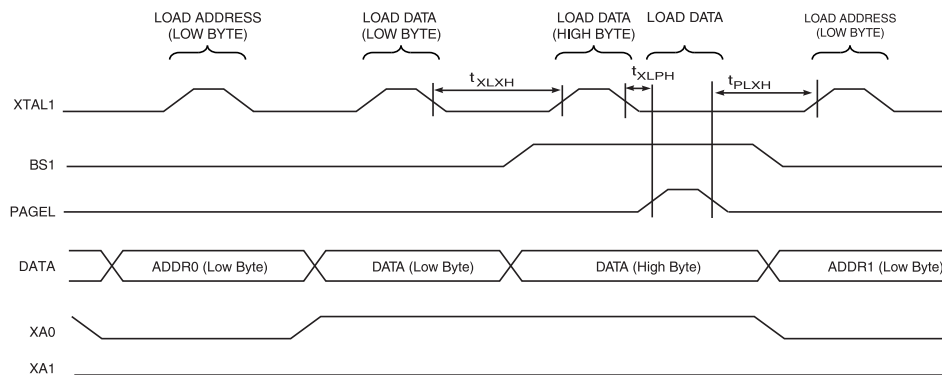 LOAD ADDRESS
(LOW BYTE)
LOAD DATA
(LOW BYTE)
LOAD DATA
(HIGH BYTE)
LOAD DATA
LOAD ADDRESS
(LOW BYTE)
XTAL1
tXLXH
tXLPH
tPLXH
BS1
PAGEL
DATA
ADDR0 (Low Byte)
DATA (Low Byte)
DATA (High Byte)
ADDR1 (Low Byte)
XA0
XA1